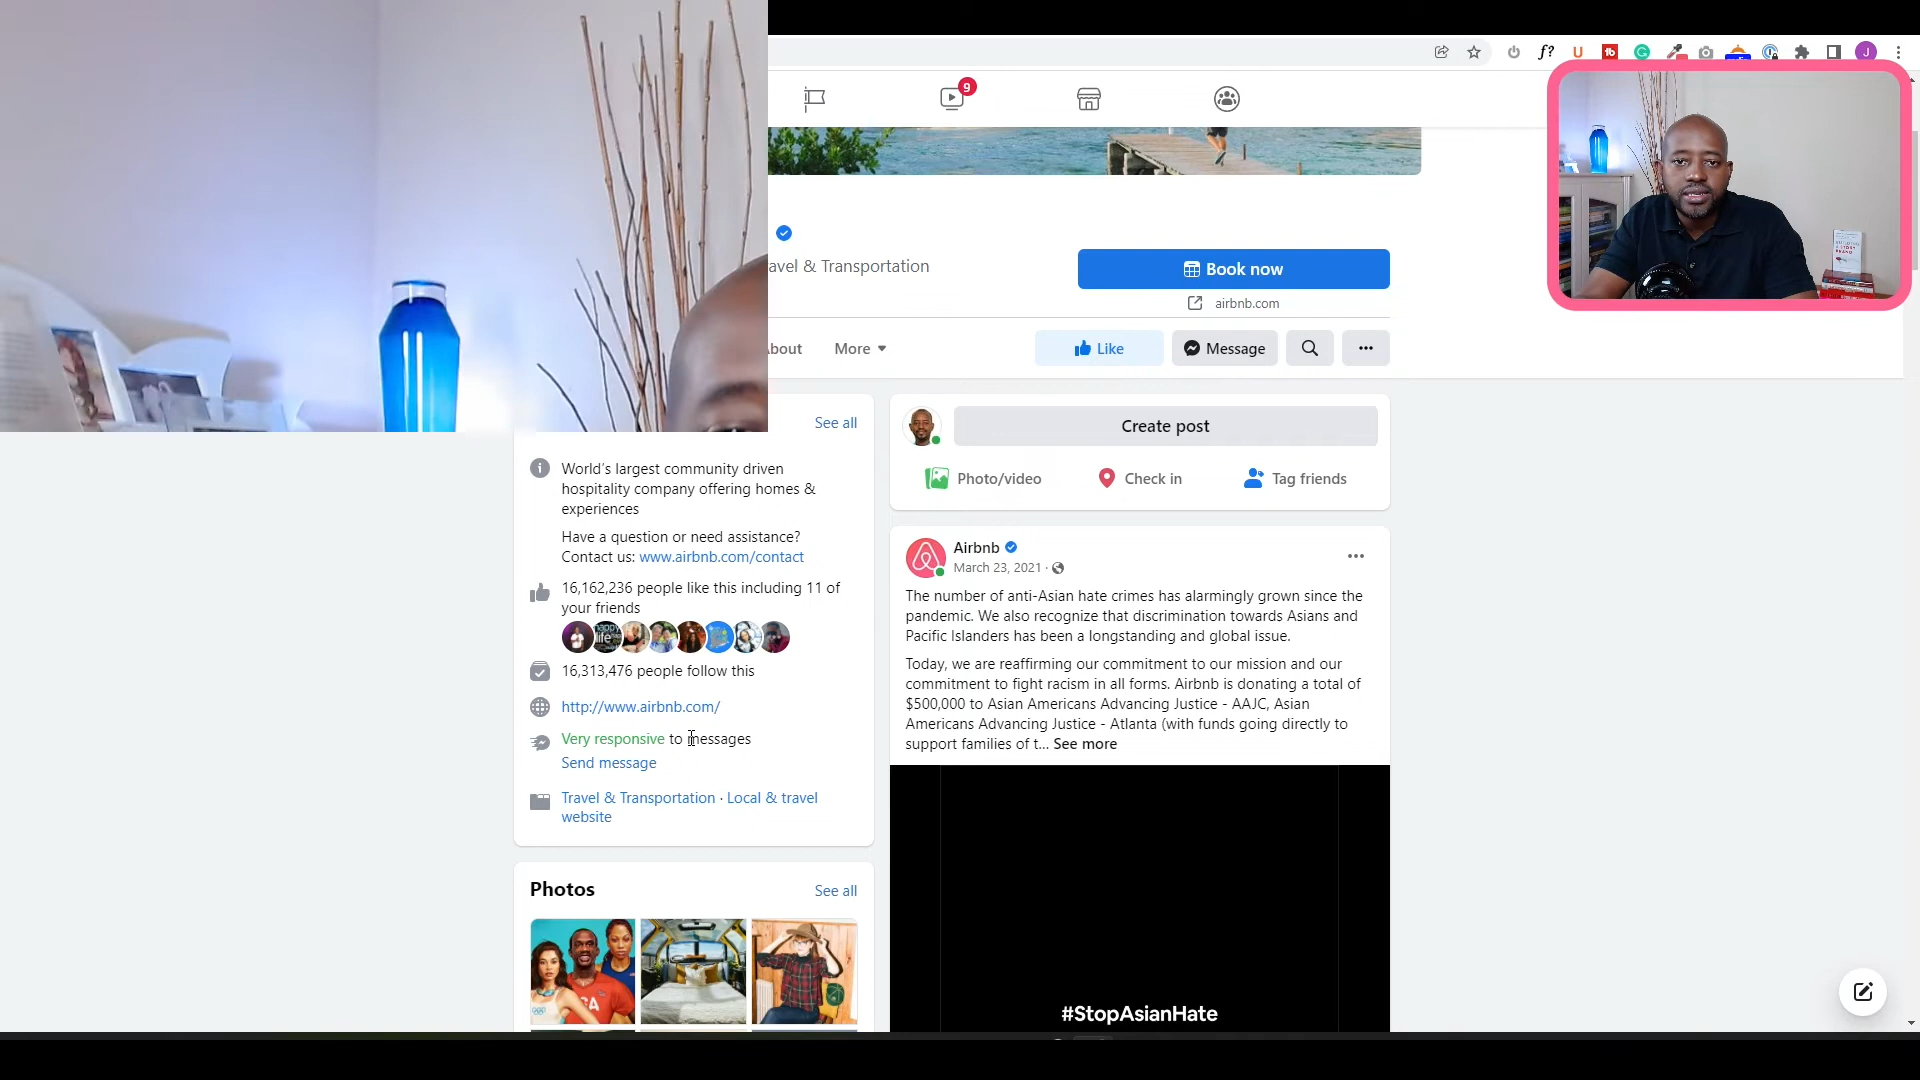 f?
U
tb
J
9
avel & Transportation
Book now
airbnb.com
bout
More
Like
Message
See all
World's largest community driven
hospitality company offering homes &
experiences
Have a question or need assistance?
Contact us: www.airbnb.com/contact
16,162,236 people like this including 11 of
your friends
happy
life
16,313,476 people follow this
http://www.airbnb.com/
Very responsive to messages
Send message
Travel & Transportation · Local & travel
website
Photos
See all
Create post
Photo/video
Check in
Tag friends
Airbnb
March 23, 2021 ·
The number of anti-Asian hate crimes has alarmingly grown since the
pandemic. We also recognize that discrimination towards Asians and
Pacific Islanders has been a longstanding and global issue.
Today, we are reaffirming our commitment to our mission and our
commitment to fight racism in all forms. Airbnb is donating a total of
$500,000 to Asian Americans Advancing Justice - AAJC, Asian
Americans Advancing Justice - Atlanta (with funds going directly to
support families of t... See more
#StopAsianHate